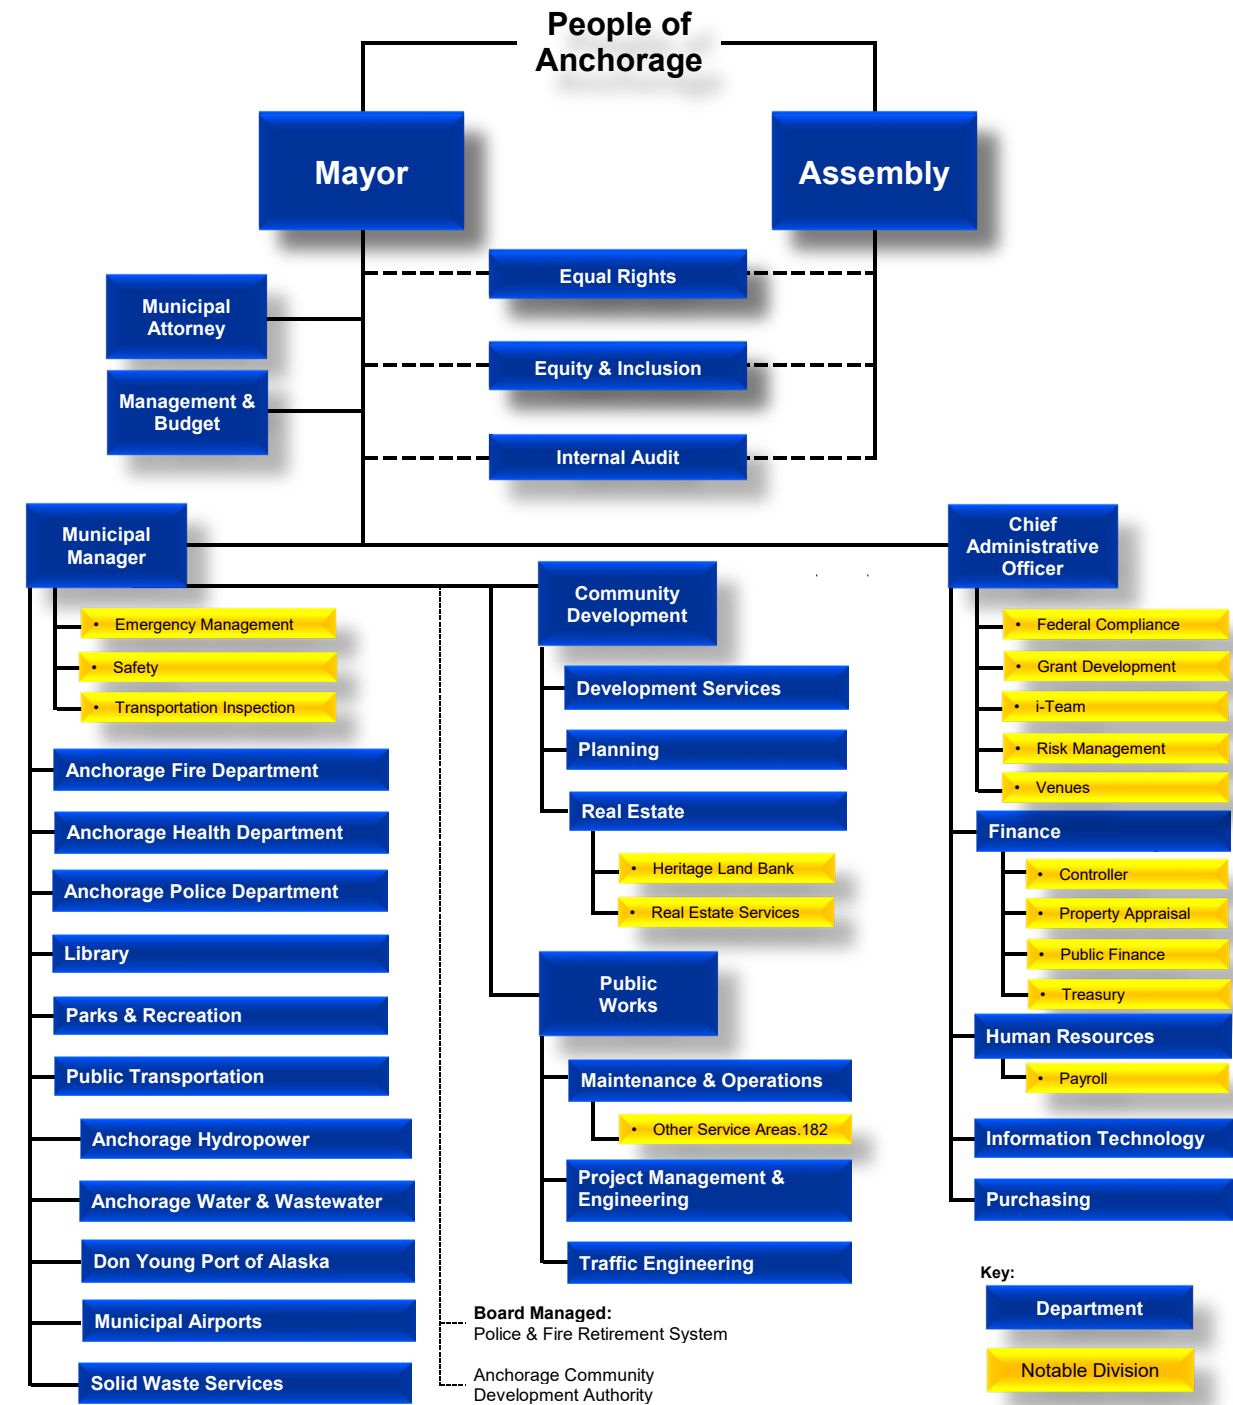 People of
Anchorage
Mayor
Assembly
Equal Rights
Municipal
Attorney
Equity & Inclusion
Management &
Budget
Internal Audit
Municipal
Manager
Chief
Administrative
Officer
Community
Development
• Emergency Management
• Safety
• Transportation Inspection
Anchorage Fire Department
Anchorage Health Department
Anchorage Police Department
Library
Parks & Recreation
Public Transportation
Anchorage Hydropower
Anchorage Water & Wastewater
Don Young Port of Alaska
Municipal Airports
Solid Waste Services
Development Services
Planning
Real Estate
• Heritage Land Bank
• Real Estate Services
Public
Works
Maintenance & Operations
• Other Service Areas.182
Project Management &
Engineering
Traffic Engineering
Board Managed:
Police & Fire Retirement System
Anchorage Community
Development Authority
• Federal Compliance
• Grant Development
• i-Team
• Risk Management
• Venues
Finance
• Controller
• Property Appraisal
• Public Finance
• Treasury
Human Resources
• Payroll
Information Technology
Purchasing
Key:
Department
Notable Division